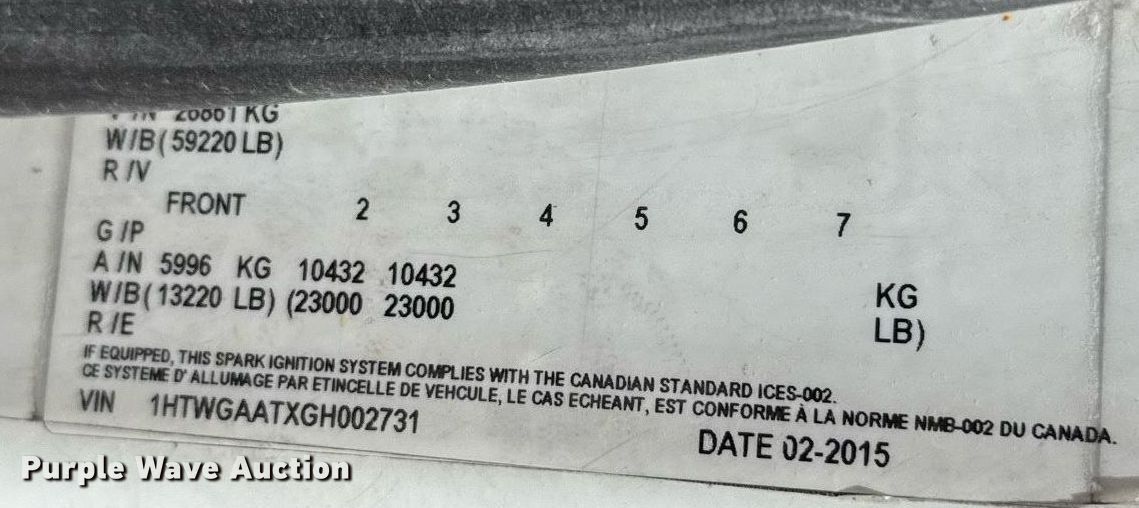 26861 KG
W/B(59220 LB)
R/V
FRONT 2 3 4 5 6 7
G/P
A/N 5996 KG 10432 10432 KG
W/B(13220 LB) (23000 23000 LB)
R/E
IF EQUIPPED, THIS SPARK IGNITION SYSTEM COMPLIES WITH THE CANADIAN STANDARD ICES-002.
CE SYSTEME D'ALLUMAGE PAR ETINCELLE DE VEHCULE, LE CAS ECHEANT, EST CONFORME À LA NORME NMB-002 DU CANADA.
VIN 1HTWGAATXGH002731
DATE 02-2015
Purple Wave Auction